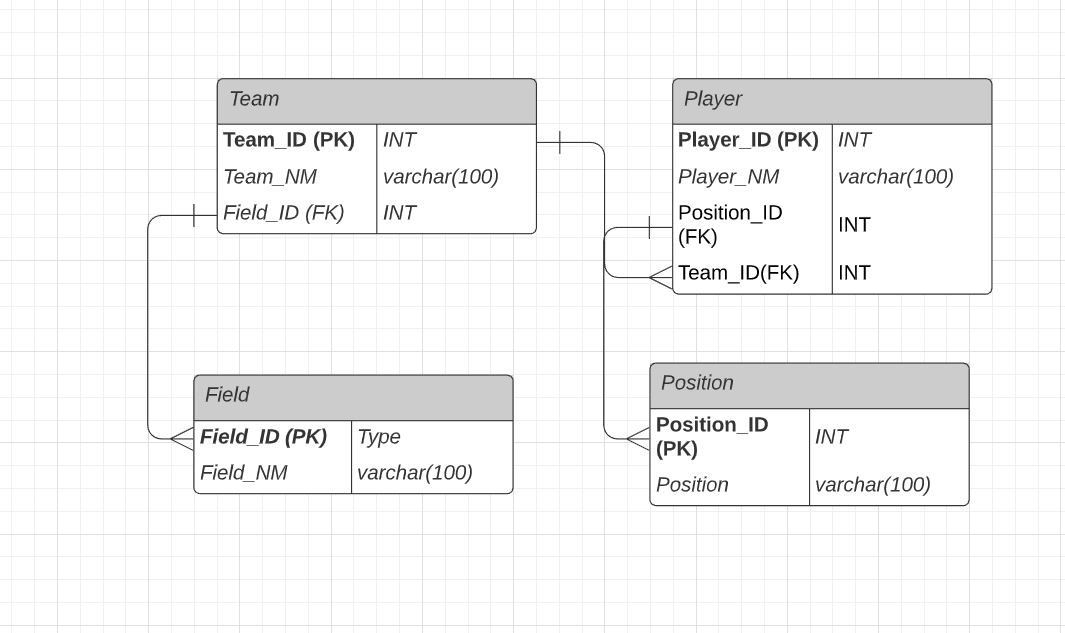 Team
Team_ID (PK) INT
Team_NM varchar(100)
Field_ID (FK) INT
Player
Player_ID (PK) INT
Player_NM varchar(100)
Position_ID
(FK) INT
Team_ID(FK) INT
Field
Field_ID (PK) Type
Field_NM varchar(100)
Position
Position_ID
(PK) INT
Position varchar(100)